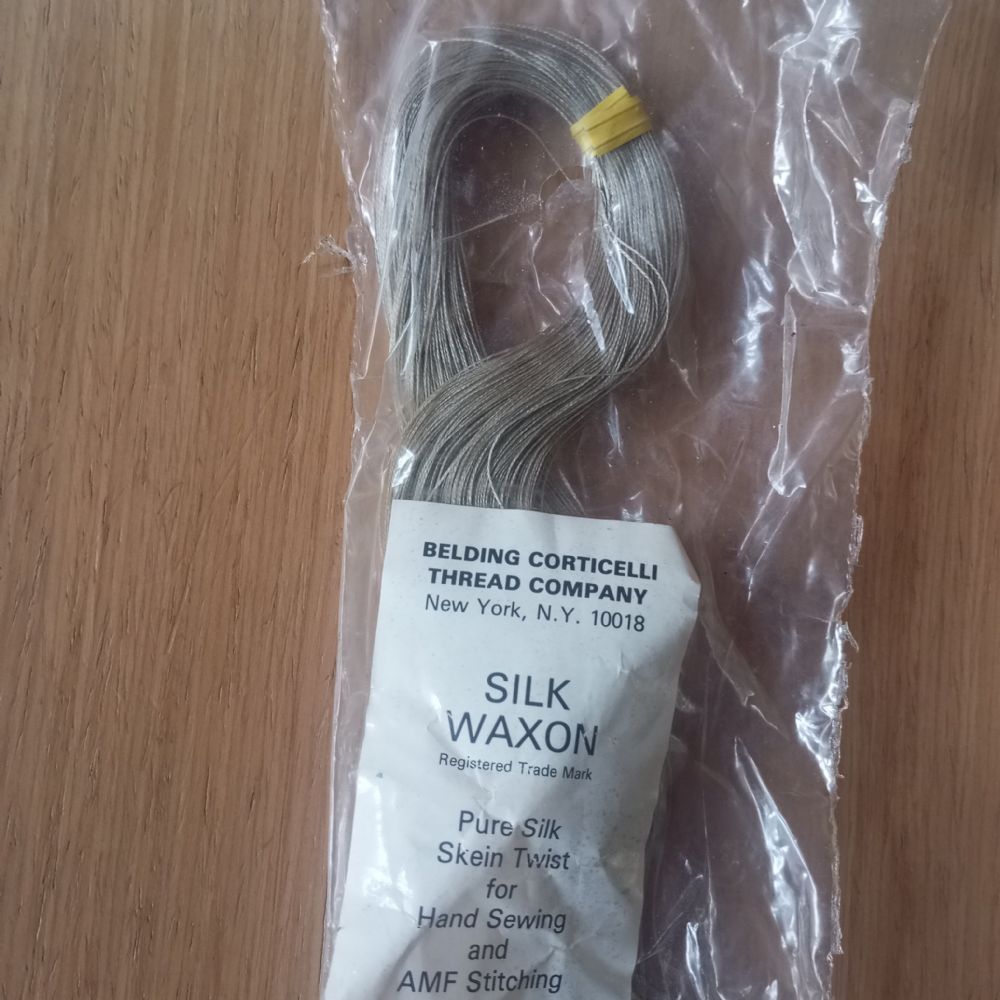 BELDING CORTICELLI
THREAD COMPANY
New York, N.Y. 10018
SILK
WAXON
Registered Trade Mark
Pure Silk
Skein Twist
for
Hand Sewing
and
AMF Stitching